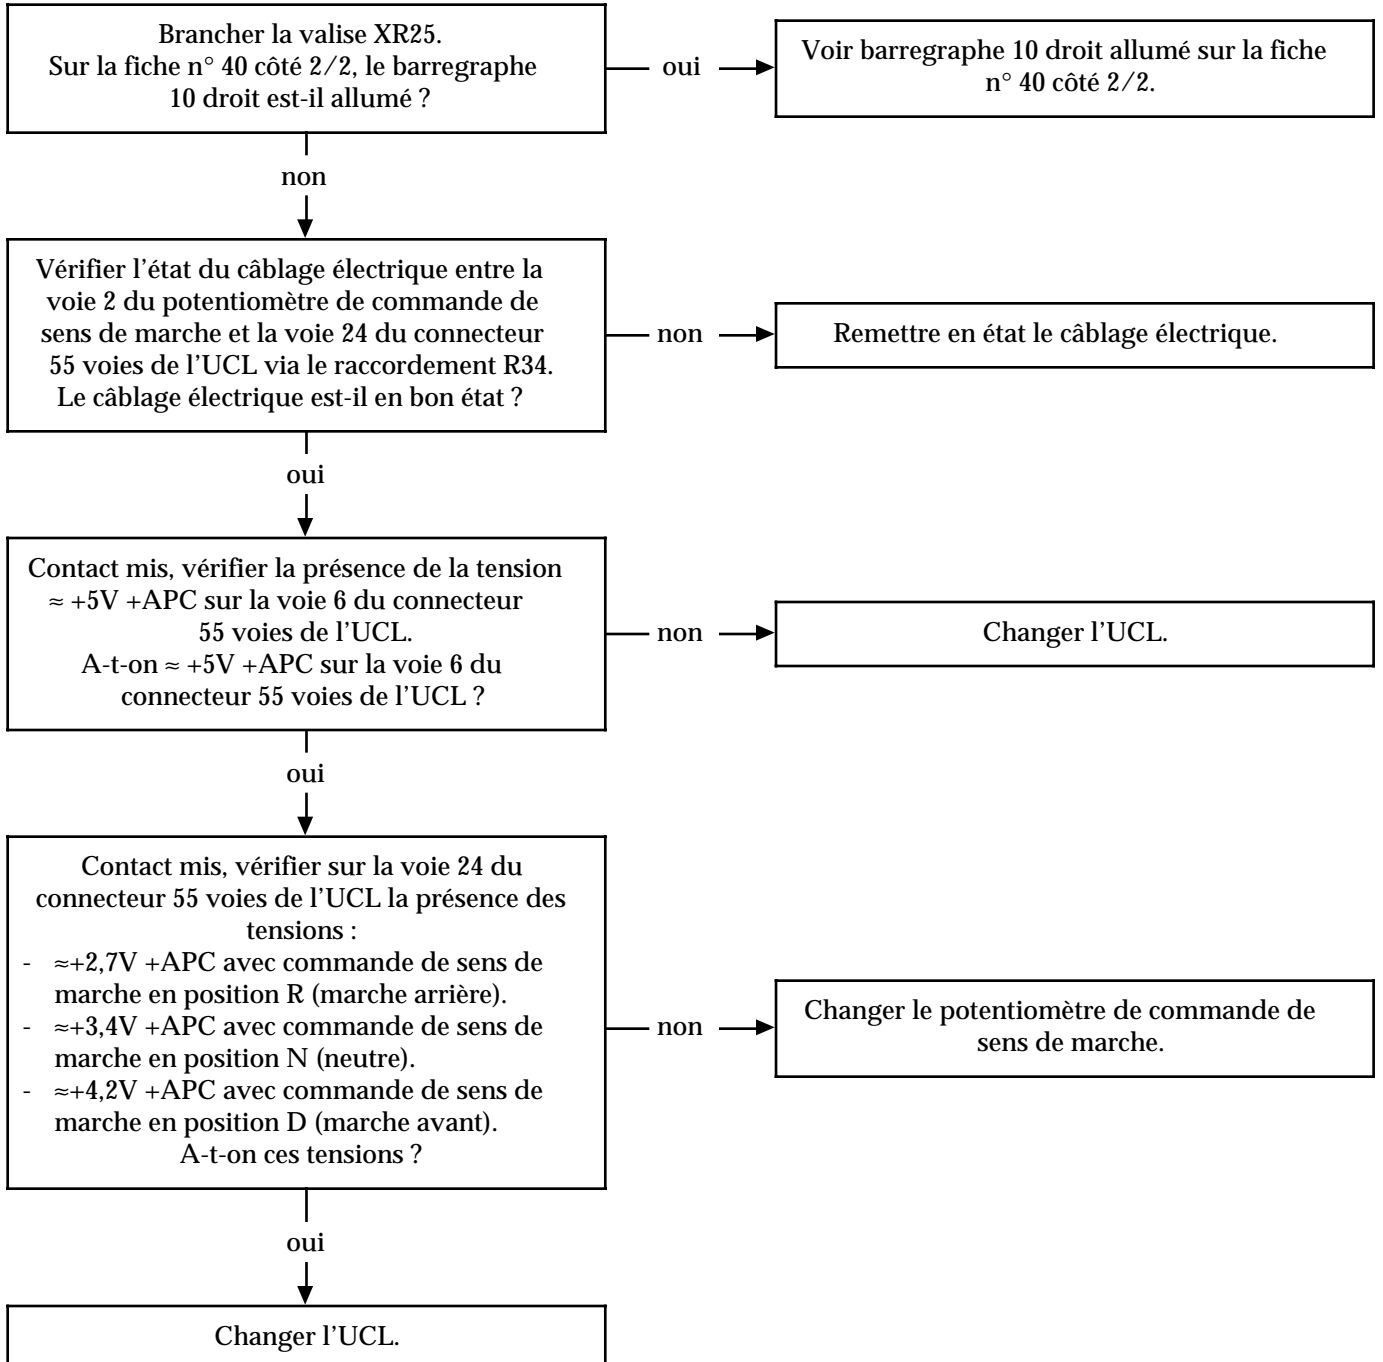 Brancher la valise XR25.
Sur la fiche n° 40 côté 2/2, le barregraphe
10 droit est-il allumé ?
oui
Voir barregraphe 10 droit allumé sur la fiche
n° 40 côté 2/2.
non
Vérifier l'état du câblage électrique entre la
voie 2 du potentiomètre de commande de
sens de marche et la voie 24 du connecteur
55 voies de l'UCL via le raccordement R34.
Le câblage électrique est-il en bon état ?
non
Remettre en état le câblage électrique.
oui
Contact mis, vérifier la présence de la tension
≈ +5V +APC sur la voie 6 du connecteur
55 voies de l'UCL.
A-t-on ≈ +5V +APC sur la voie 6 du
connecteur 55 voies de l'UCL ?
non
Changer l'UCL.
oui
Contact mis, vérifier sur la voie 24 du
connecteur 55 voies de l'UCL la présence des
tensions :
- ≈+2,7V +APC avec commande de sens de
marche en position R (marche arrière).
- ≈+3,4V +APC avec commande de sens de
marche en position N (neutre).
- ≈+4,2V +APC avec commande de sens de
marche en position D (marche avant).
A-t-on ces tensions ?
non
Changer le potentiomètre de commande de
sens de marche.
oui
Changer l'UCL.